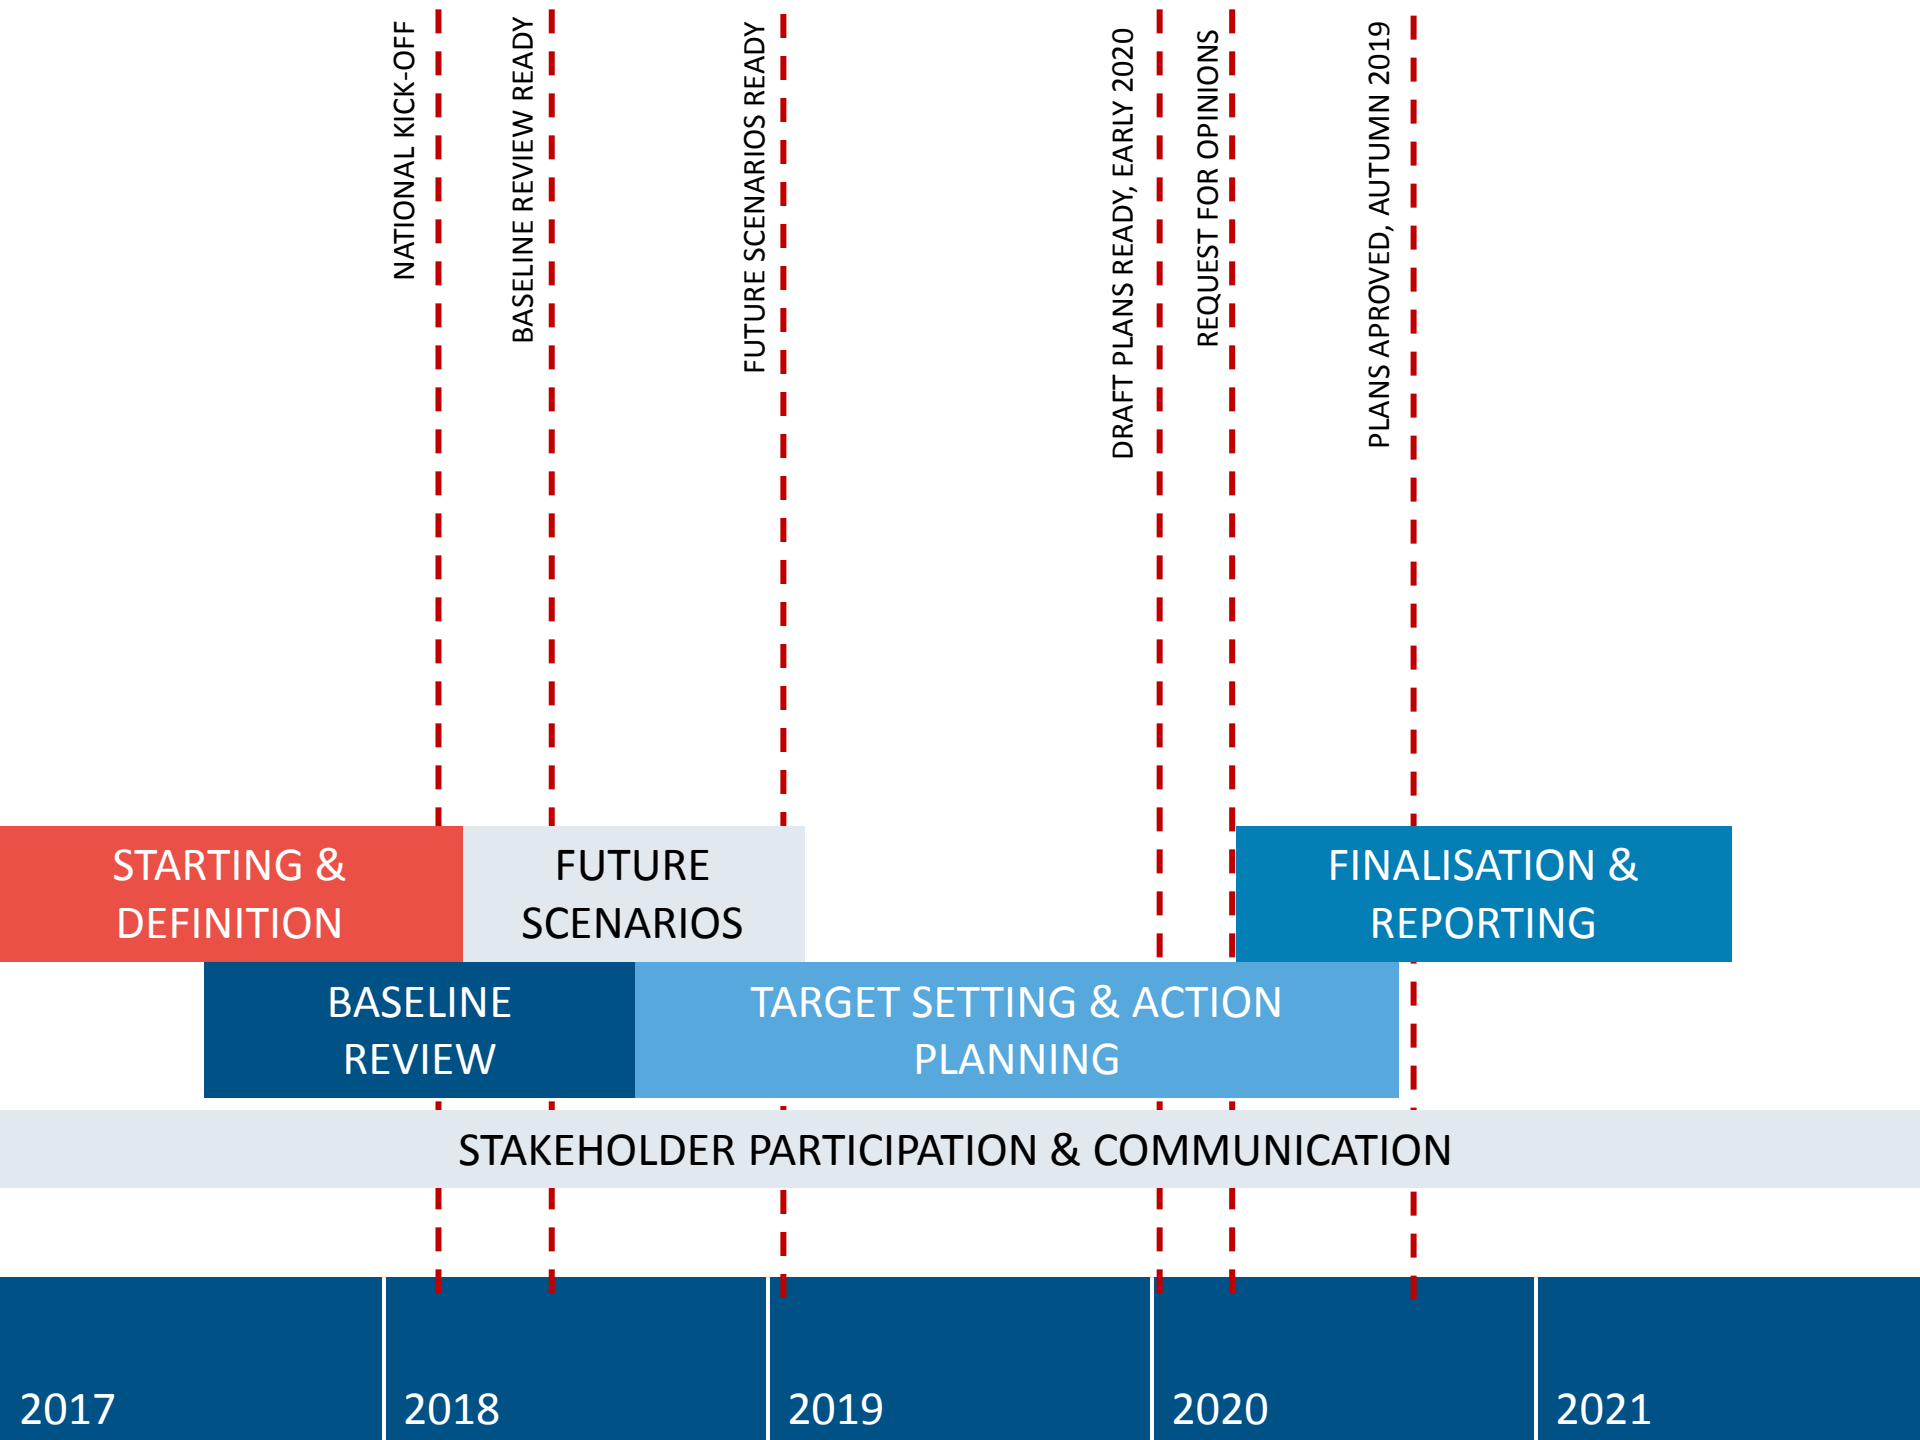 NATIONAL KICK-OFF
BASELINE REVIEW READY
FUTURE SCENARIOS READY
DRAFT PLANS READY, EARLY 2020
REQUEST FOR OPINIONS
PLANS APROVED, AUTUMN 2019
STARTING &
DEFINITION
FUTURE
SCENARIOS
FINALISATION &
REPORTING
BASELINE
REVIEW
TARGET SETTING & ACTION
PLANNING
STAKEHOLDER PARTICIPATION & COMMUNICATION
2017
2018
2019
2020
2021